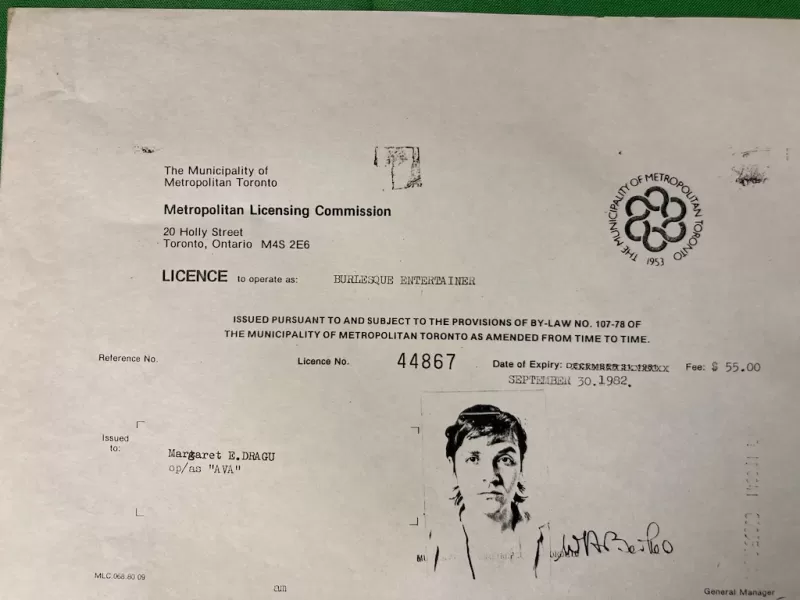 The Municipality of
Metropolitan Toronto
Metropolitan Licensing Commission
20 Holly Street
Toronto, Ontario M4S 2E6
THE MUNICIPALITY OF METROPOLITAN TORONTO
1953
LICENCE to operate as: BURLESQUE ENTERTAINER
ISSUED PURSUANT TO AND SUBJECT TO THE PROVISIONS OF BY-LAW NO. 107-78 OF
THE MUNICIPALITY OF METROPOLITAN TORONTO AS AMENDED FROM TIME TO TIME.
Reference No. Licence No. 44867 Date of Expiry: Fee: $ 55.00
SEPTEMBER 30,1982.
Issued
to:
Margaret E.DRAGU
op/as "AVA"
MLC 068 80 09
am
General Manager